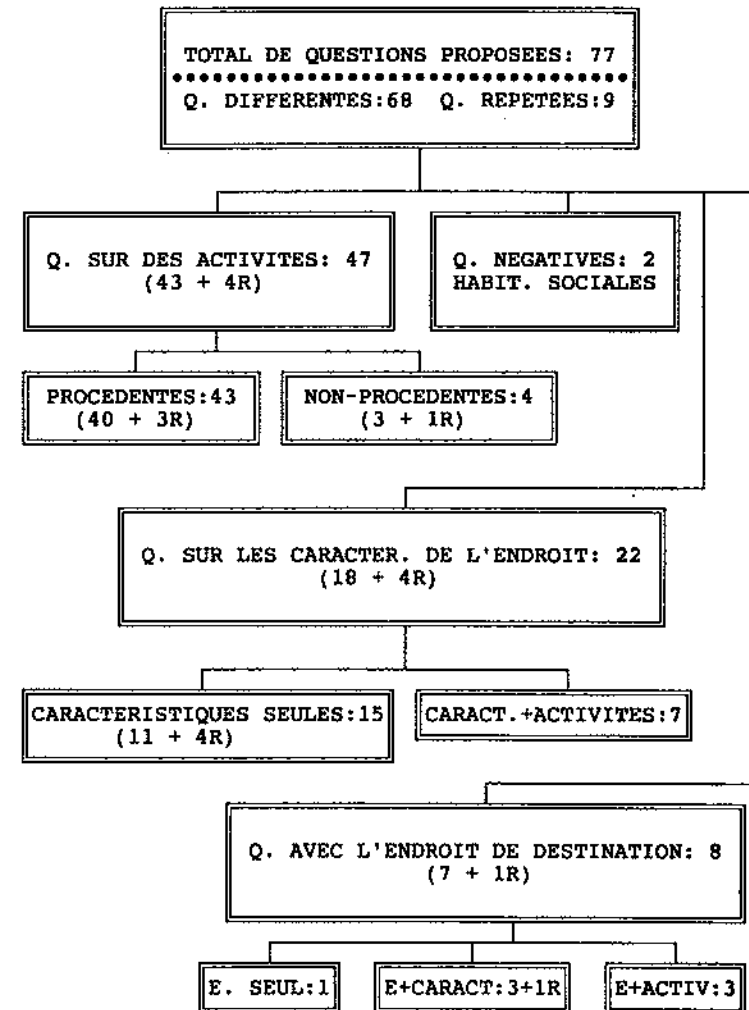 TOTAL DE QUESTIONS PROPOSEES: 77
Q. DIFFERENTES:68 Q. REPETEES:9
Q. SUR DES ACTIVITES: 47
(43 + 4R)
Q. NEGATIVES: 2
HABIT. SOCIALES
PROCEDENTES:43
(40 + 3R)
NON-PROCEDENTES:4
(3 + 1R)
Q. SUR LES CARACTER. DE L'ENDROIT: 22
(18 + 4R)
CARACTERISTIQUES SEULES:15
(11 + 4R)
CARACT.+ACTIVITES:7
Q. AVEC L'ENDROIT DE DESTINATION: 8
(7 + 1R)
E. SEUL:1
E+CARACT:3+1R
E+ACTIV:3